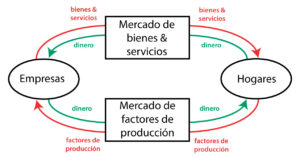 bienes &
servicios
Mercado de
bienes &
servicios
bienes &
servicios
dinero
dinero
Empresas
Hogares
dinero
Mercado de
factores de
producción
dinero
factores de
producción
factores de
producción